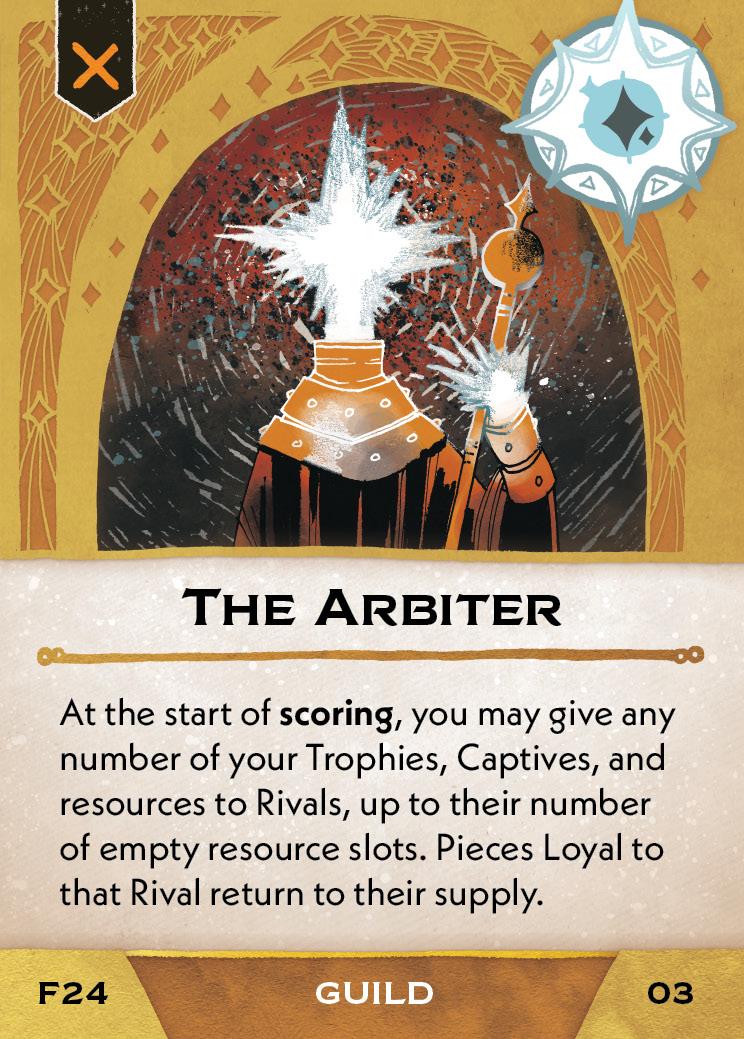 The Arbiter
At the start of scoring, you may give any
number of your Trophies, Captives, and
resources to Rivals, up to their number
of empty resource slots. Pieces Loyal to
that Rival return to their supply.
F24 GUILD 03